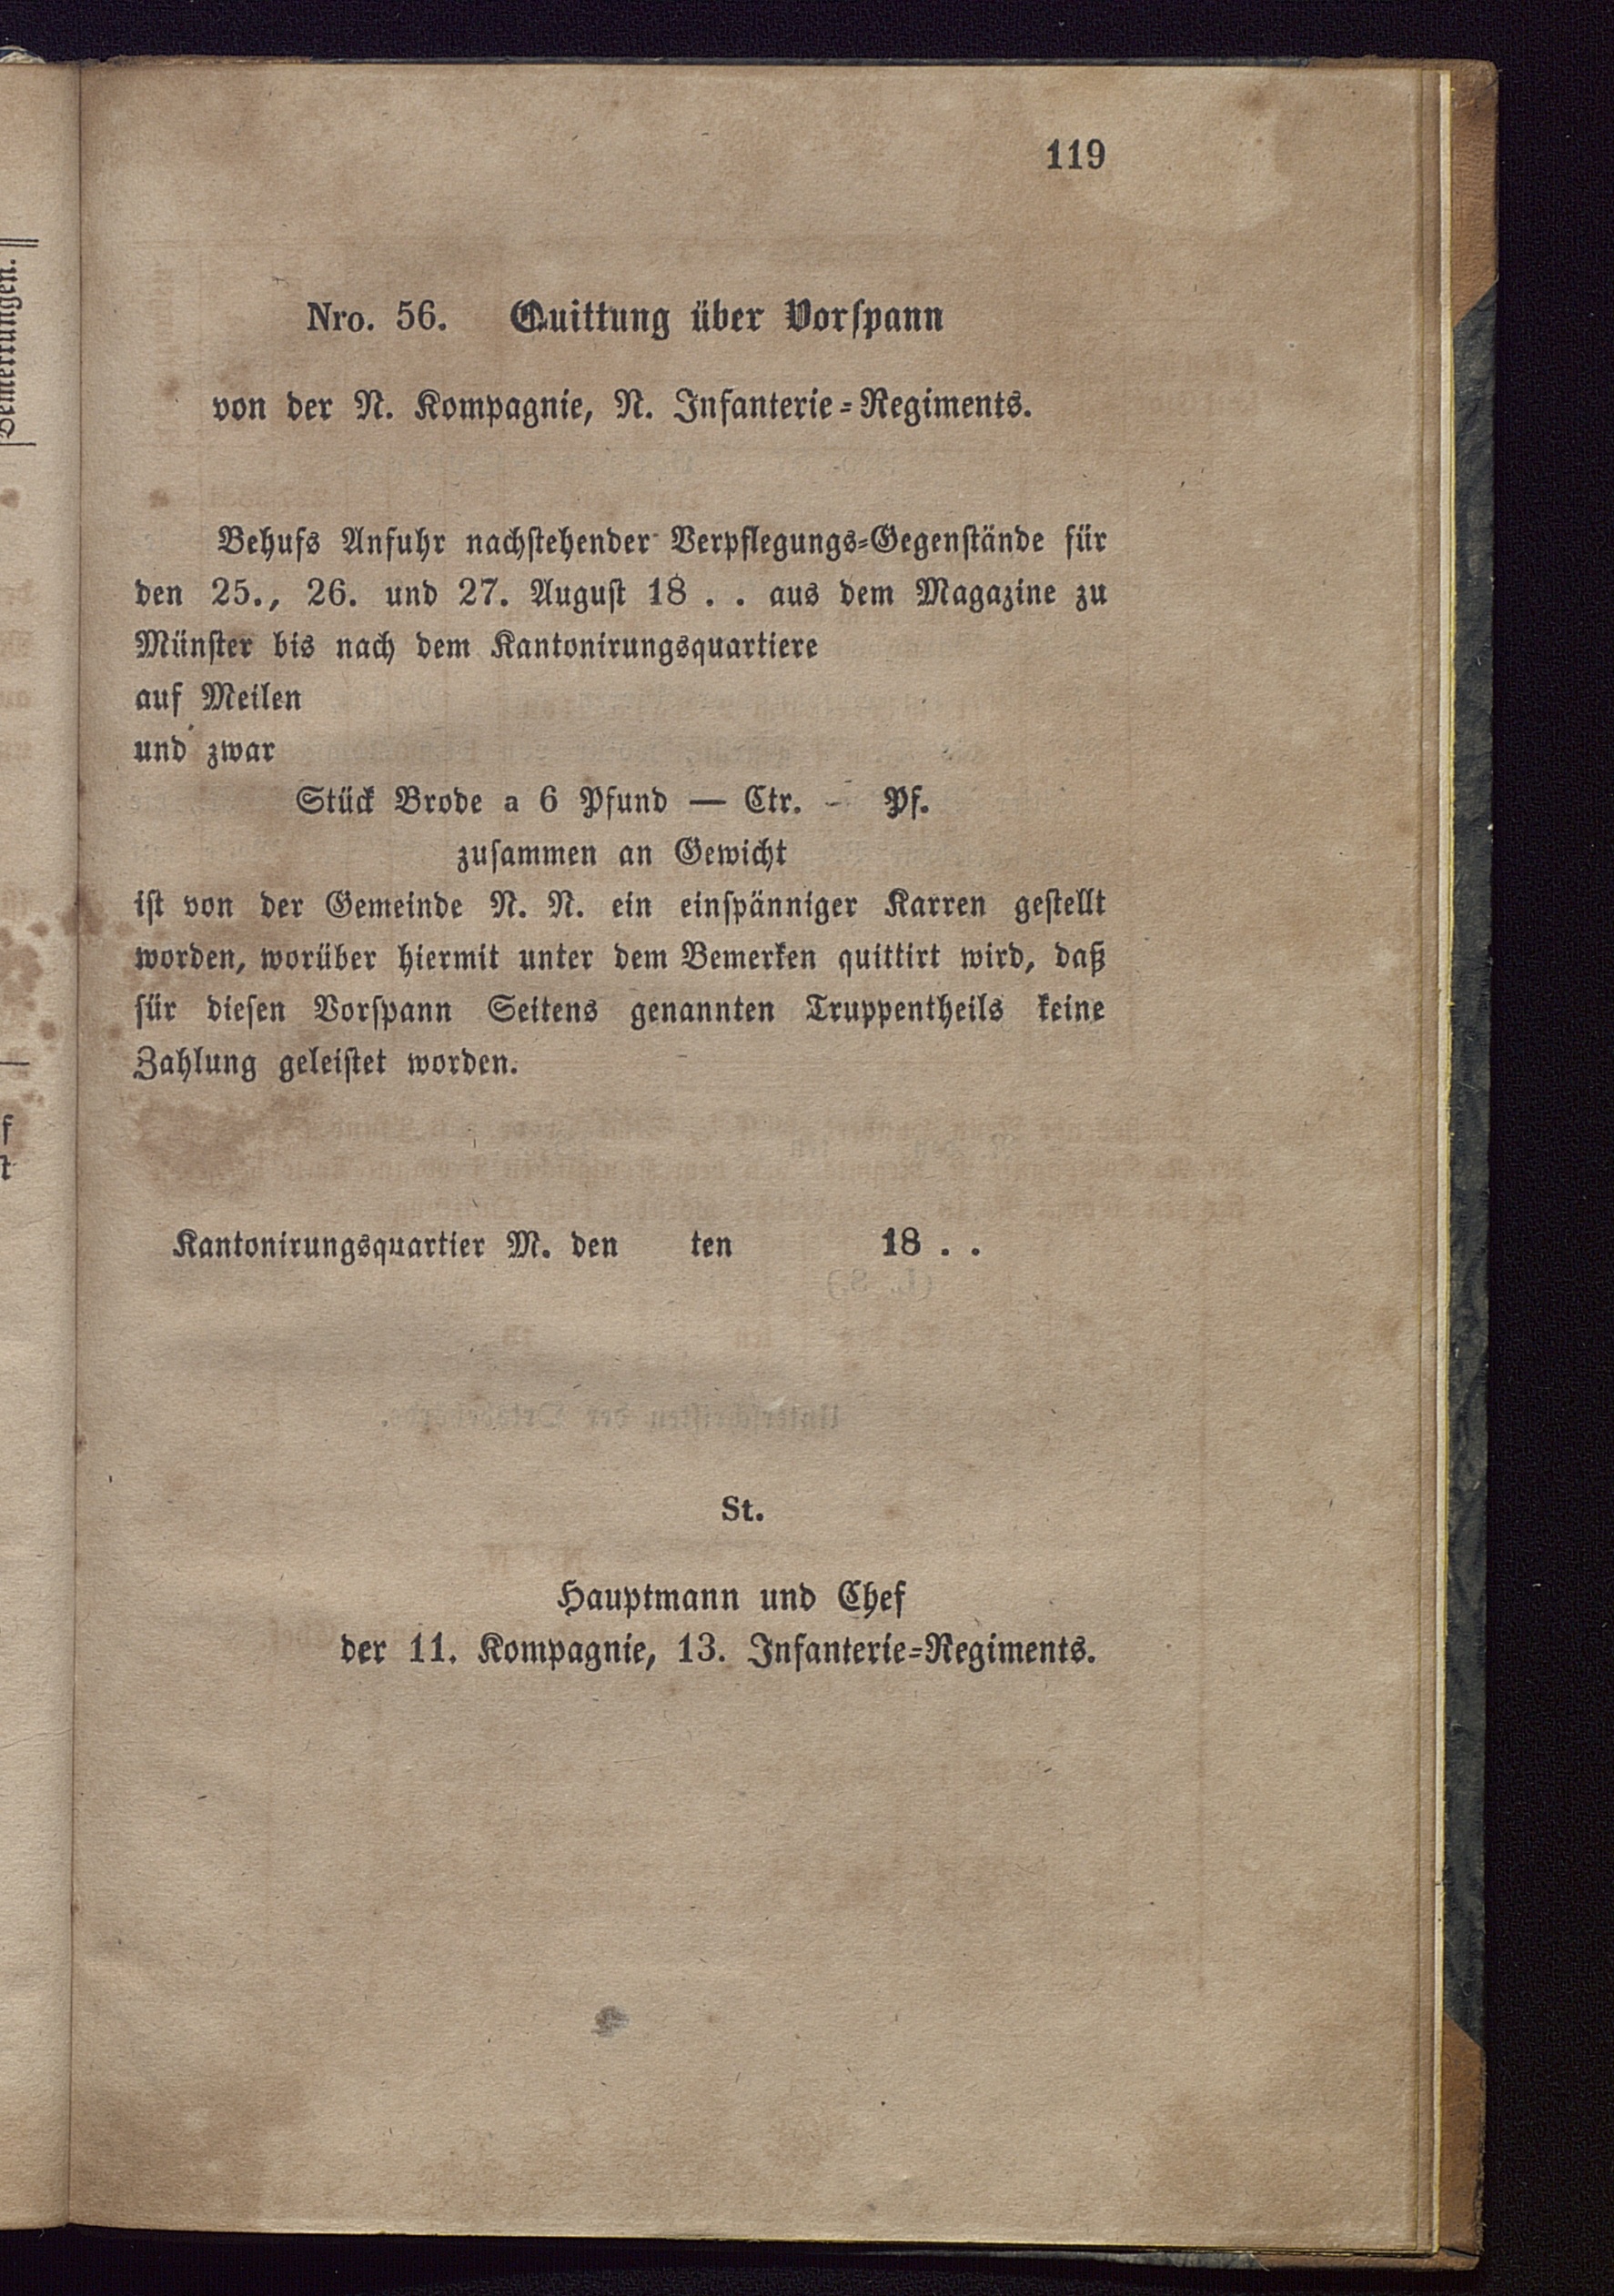 119
Nro. 56. Quittung über Vorspann
von der N. Kompagnie, N. Infanterie-Regiments.
Behufs Anfuhr nachstehender Verpflegungs-Gegenstände für
den 25., 26. und 27. August 18 . . aus dem Magazine zu
Münster bis nach dem Kantonirungsquartiere
auf Meilen
und zwar
Stück Brode a 6 Pfund — Ctr. - Pf.
zusammen an Gewicht
ist von der Gemeinde N. N. ein einspänniger Karren gestellt
worden, worüber hiermit unter dem Bemerken quittirt wird, daß
für diesen Vorspann Seitens genannten Truppentheils keine
Zahlung geleistet worden.
Kantonirungsquartier M. den ten 18 . .
St.
Hauptmann und Chef
der 11. Kompagnie, 13. Infanterie-Regiments.